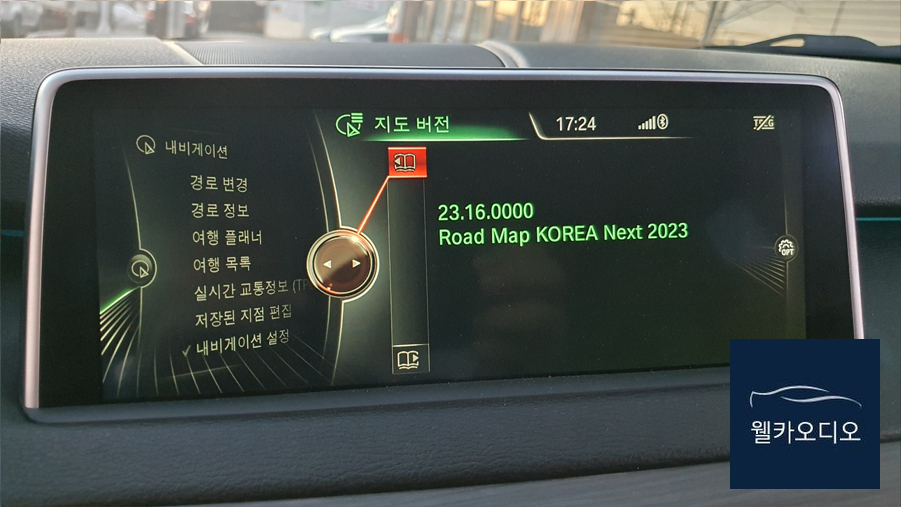 지도 버전
17:24
내비게이션
경로 변경
경로 정보
여행 플래너
여행 목록
실시간 교통정보 (TP
저장된 지점 편집
내비게이션 설정
23.16.0000
Road Map KOREA Next 2023
OPT
웰카오디오